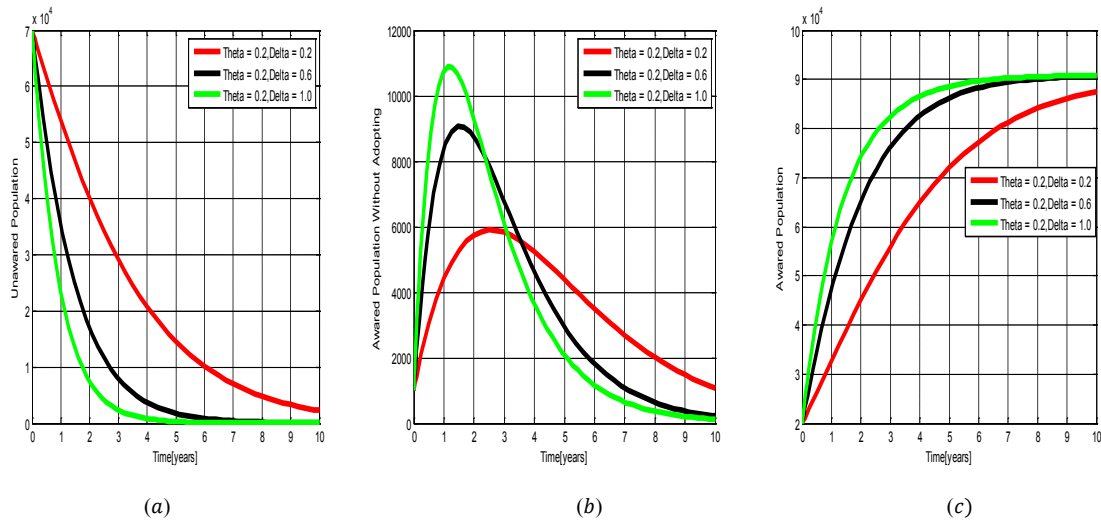 x 10^4
7
6
5
4
3
2
1
0
0 1 2 3 4 5 6 7 8 9 10
Unawared Population
Time[years]
Theta = 0.2,Delta = 0.2
Theta = 0.2,Delta = 0.6
Theta = 0.2,Delta = 1.0
(a)
12000
10000
8000
6000
4000
2000
0
0 1 2 3 4 5 6 7 8 9 10
Awared Population Without Adopting
Time[years]
Theta = 0.2,Delta = 0.2
Theta = 0.2,Delta = 0.6
Theta = 0.2,Delta = 1.0
(b)
x 10^4
10
9
8
7
6
5
4
3
2
0 1 2 3 4 5 6 7 8 9 10
Awared Population
Time[years]
Theta = 0.2,Delta = 0.2
Theta = 0.2,Delta = 0.6
Theta = 0.2,Delta = 1.0
(c)